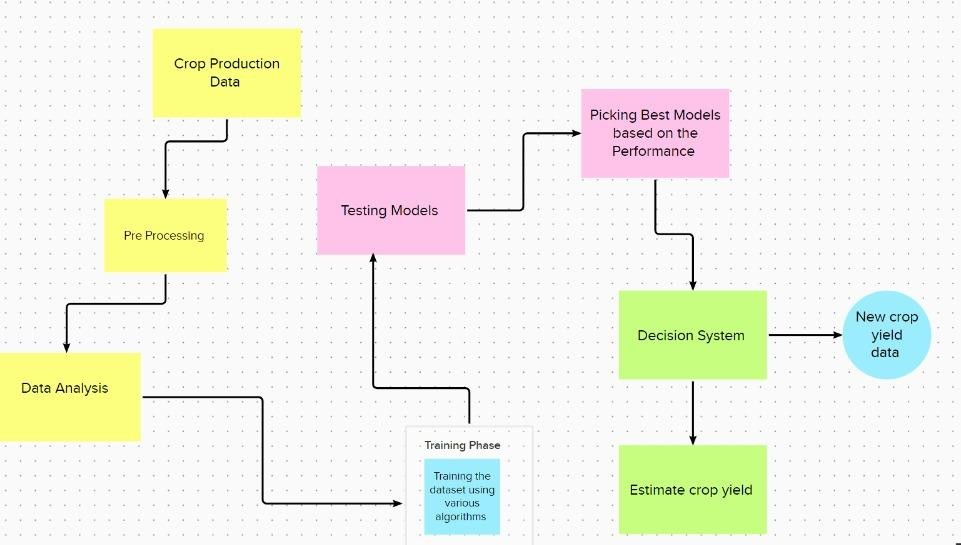 Crop Production
Data
Pre Processing
Data Analysis
Training Phase
Training the
dataset using
various
algorithms
Testing Models
Picking Best Models
based on the
Performance
Decision System
New crop
yield
data
Estimate crop yield